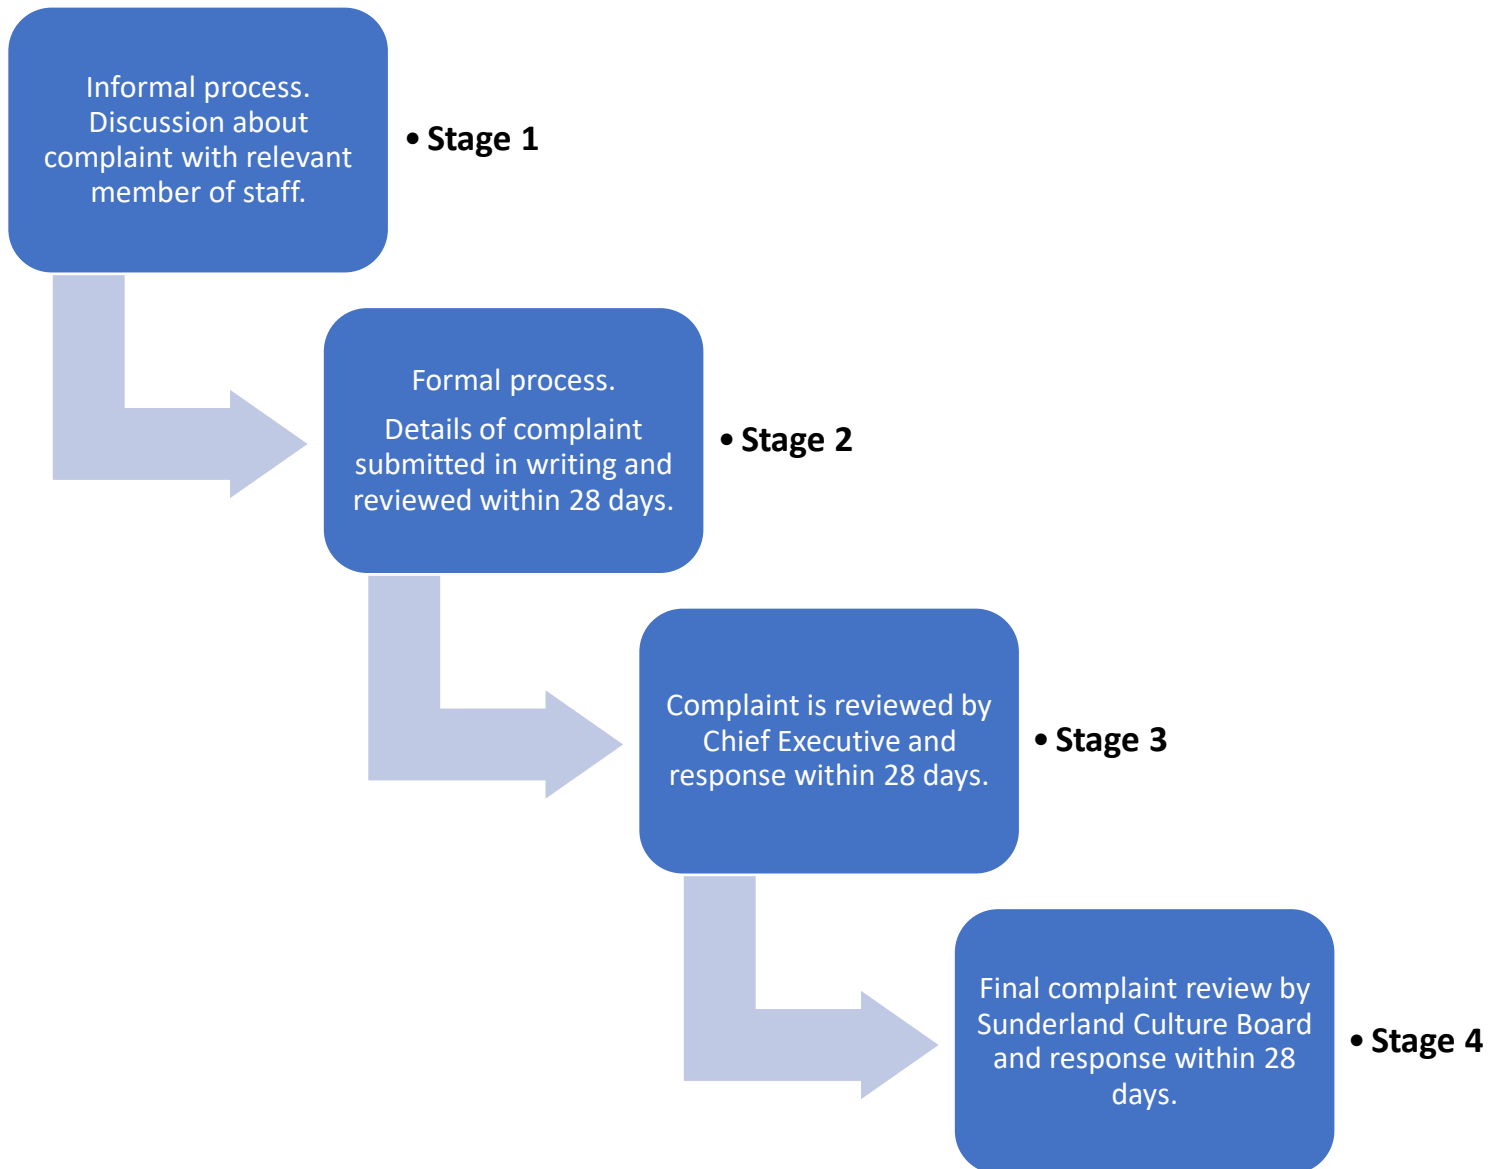 Informal process.
Discussion about
complaint with relevant
member of staff.
• Stage 1
Formal process.
Details of complaint
submitted in writing and
reviewed within 28 days.
• Stage 2
Complaint is reviewed by
Chief Executive and
response within 28 days.
• Stage 3
Final complaint review by
Sunderland Culture Board
and response within 28
days.
• Stage 4